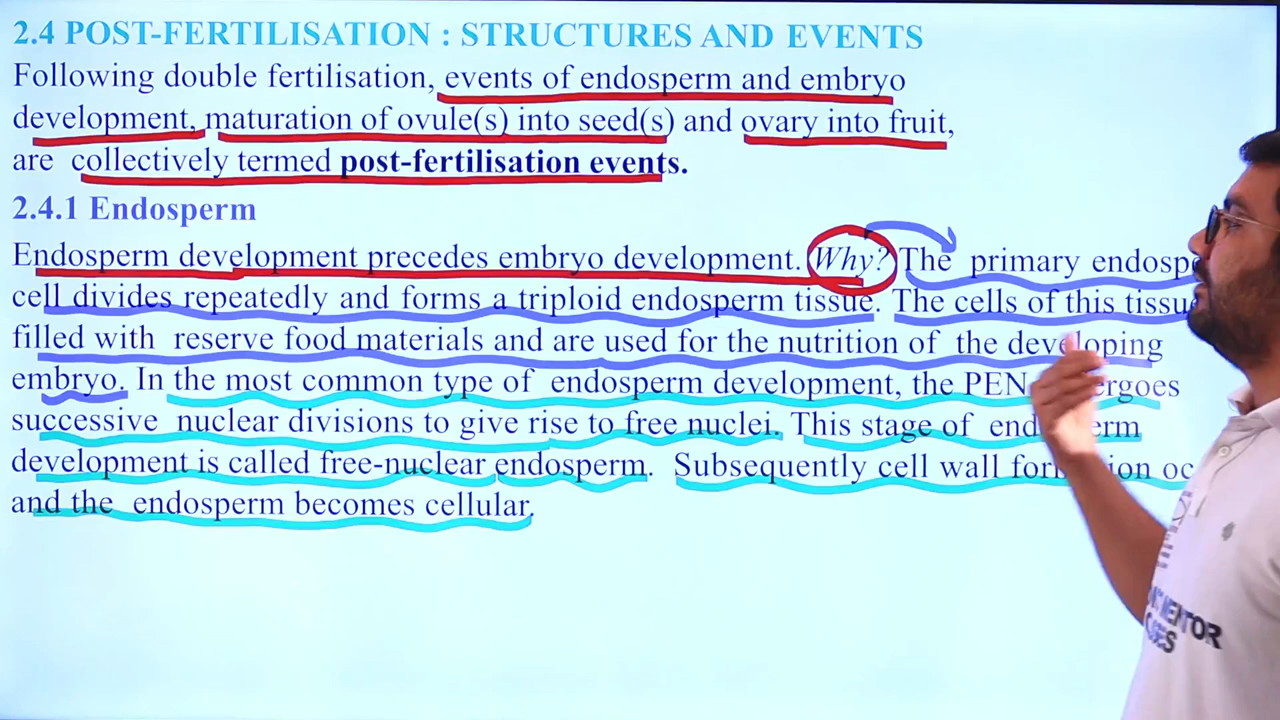 2.4 POST-FERTILISATION : STRUCTURES AND EVENTS
Following double fertilisation, events of endosperm and embryo
development, maturation of ovule(s) into seed(s) and ovary into fruit,
are collectively termed post-fertilisation events.
2.4.1 Endosperm
Endosperm development precedes embryo development. Why? The primary
cell divides repeatedly and forms a triploid endosperm tissue. The cells of this
filled with reserve food materials and are used for the nutrition of the developing
embryo. In the most common type of endosperm development, the PEN
successive nuclear divisions to give rise to free nuclei. This stage of
development is called free-nuclear endosperm. Subsequently cell wall
and the endosperm becomes cellular.